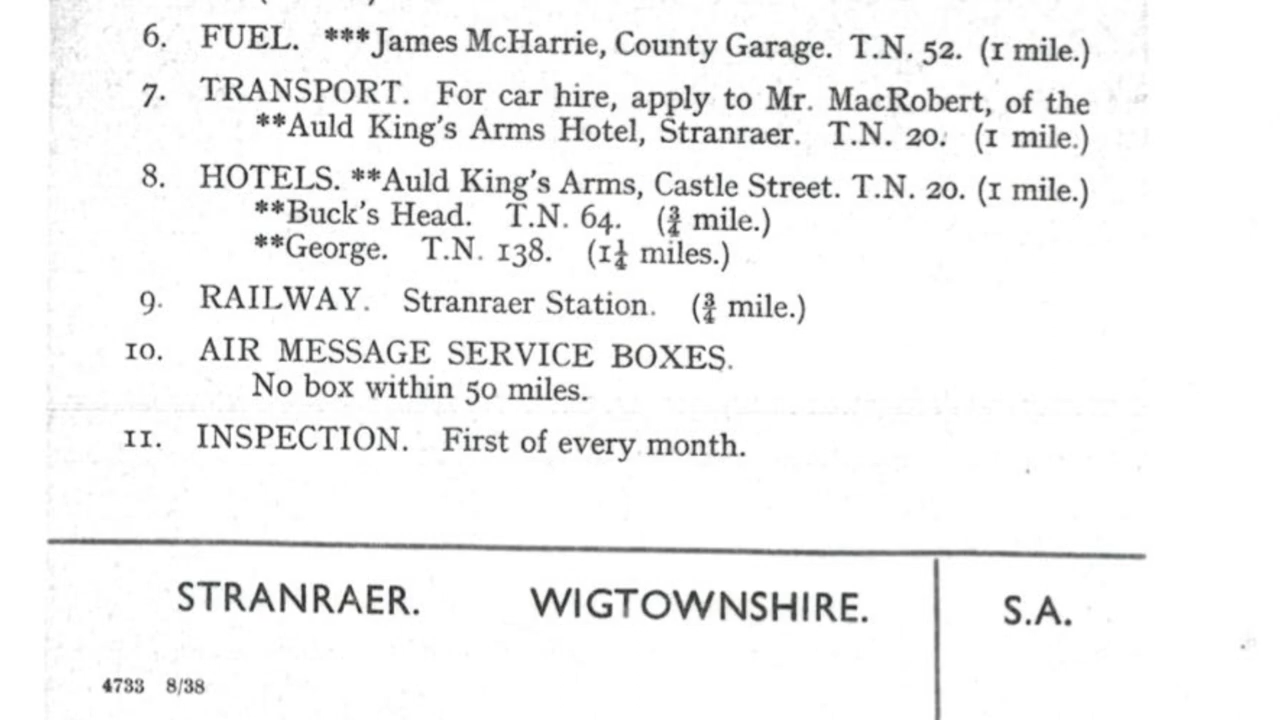 6. FUEL. ***James McHarrie, County Garage. T.N. 52. (1 mile.)
7. TRANSPORT. For car hire, apply to Mr. MacRobert, of the
**Auld King's Arms Hotel, Stranraer. T.N. 20. (1 mile.)
8. HOTELS. **Auld King's Arms, Castle Street. T.N. 20. (1 mile.)
**Buck's Head. T.N. 64. (¾ mile.)
**George. T.N. 138. (1¼ miles.)
9. RAILWAY. Stranraer Station. (¾ mile.)
10. AIR MESSAGE SERVICE BOXES.
No box within 50 miles.
11. INSPECTION. First of every month.
STRANRAER. WIGTOWNSHIRE. S.A.
4733 8/38